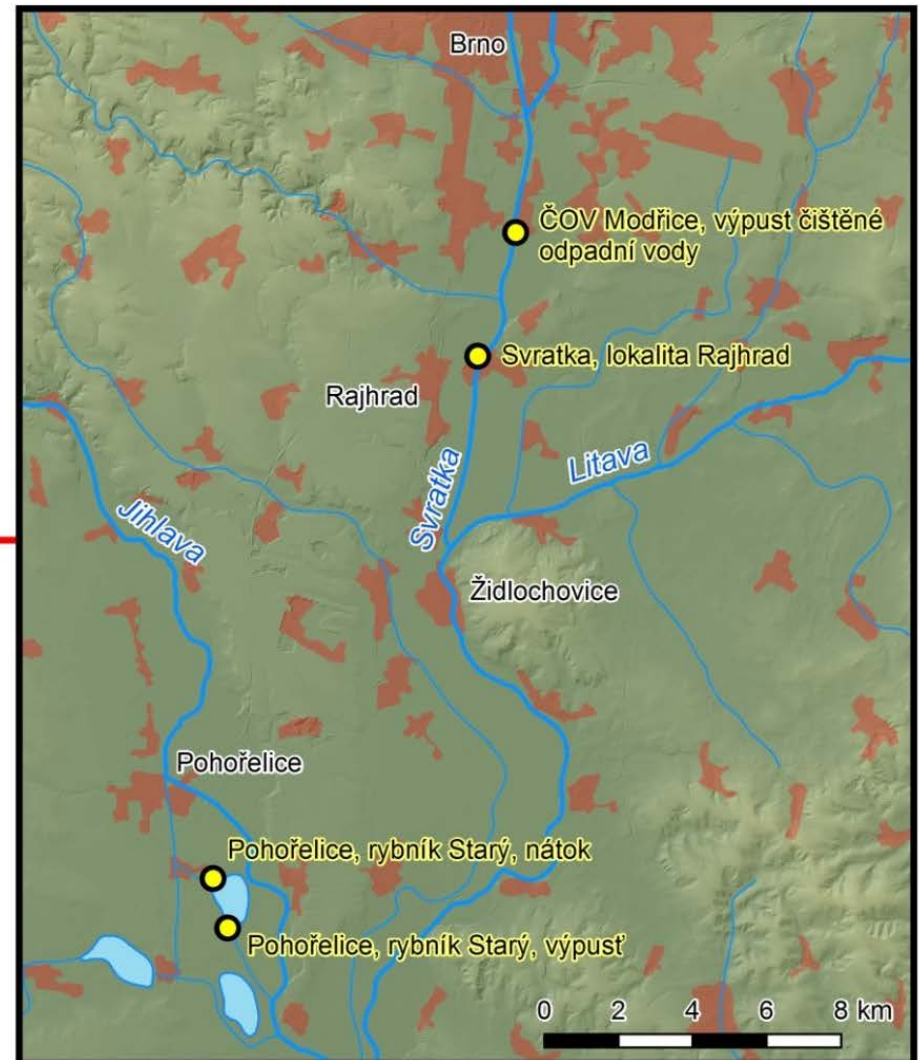 Brno
ČOV Modřice, výpust čištěné
odpadní vody
Svratka, lokalita Rajhrad
Rajhrad
Svratka
Litava
Jihlava
Židlochovice
Pohořelice
Pohořelice, rybník Starý, nátok
Pohořelice, rybník Starý, výpusť
0 2 4 6 8 km